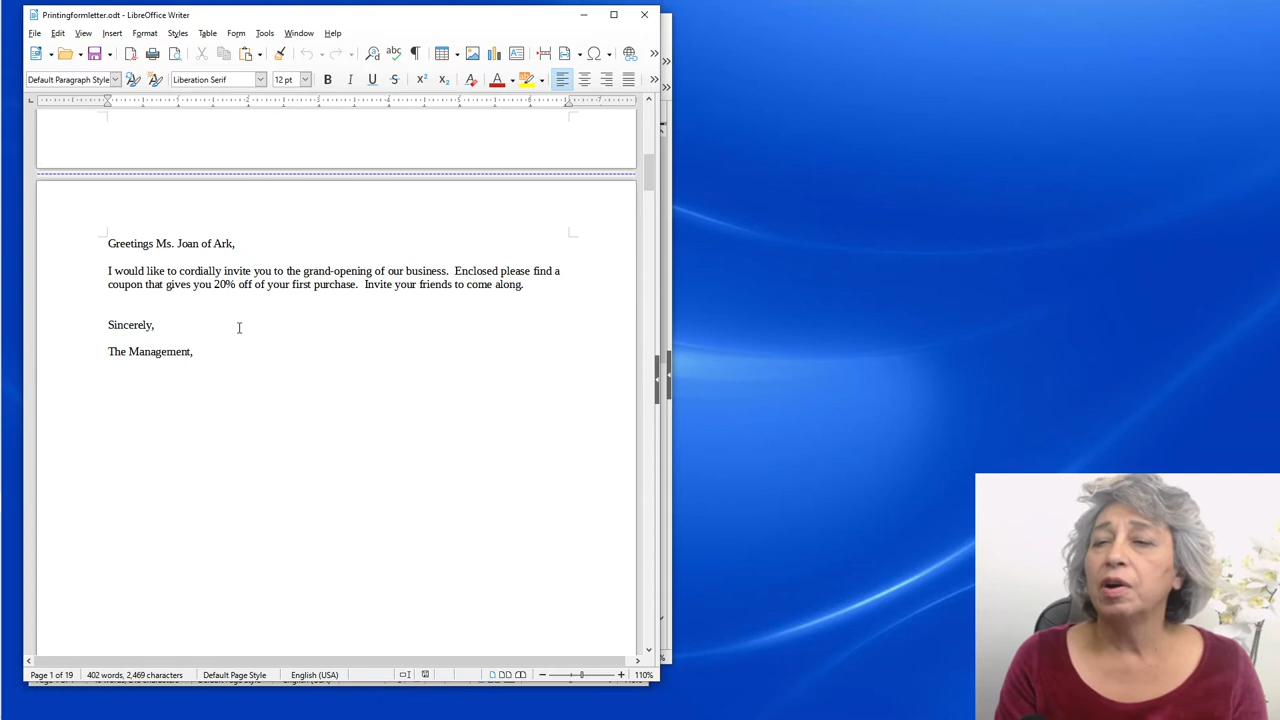 Printingformletter.odt - LibreOffice Writer
File Edit View Insert Format Styles Table Form Tools Window Help
Default Paragraph Style Liberation Serif 12 pt
Greetings Ms. Joan of Ark,
I would like to cordially invite you to the grand-opening of our business. Enclosed please find a
coupon that gives you 20% off of your first purchase. Invite your friends to come along.
Sincerely,
The Management,
Page 1 of 19 402 words, 2,469 characters Default Page Style English (USA) 110%